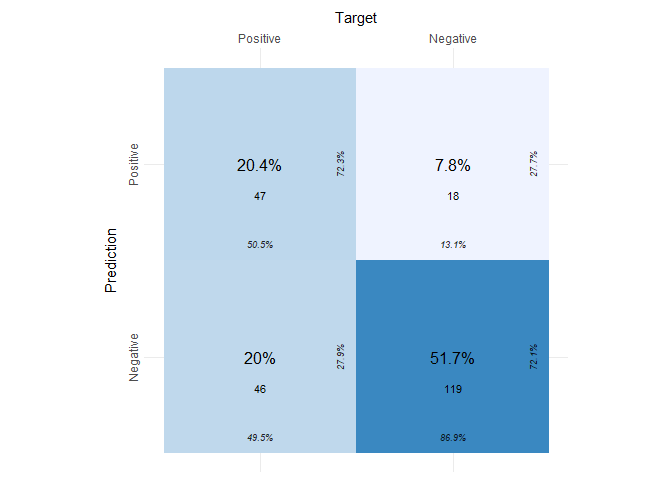 Target
Positive
Negative
Positive
20.4%
72.3%
7.8%
27.7%
47
18
50.5%
13.1%
Prediction
Negative
20%
27.9%
51.7%
72.1%
46
119
49.5%
86.9%